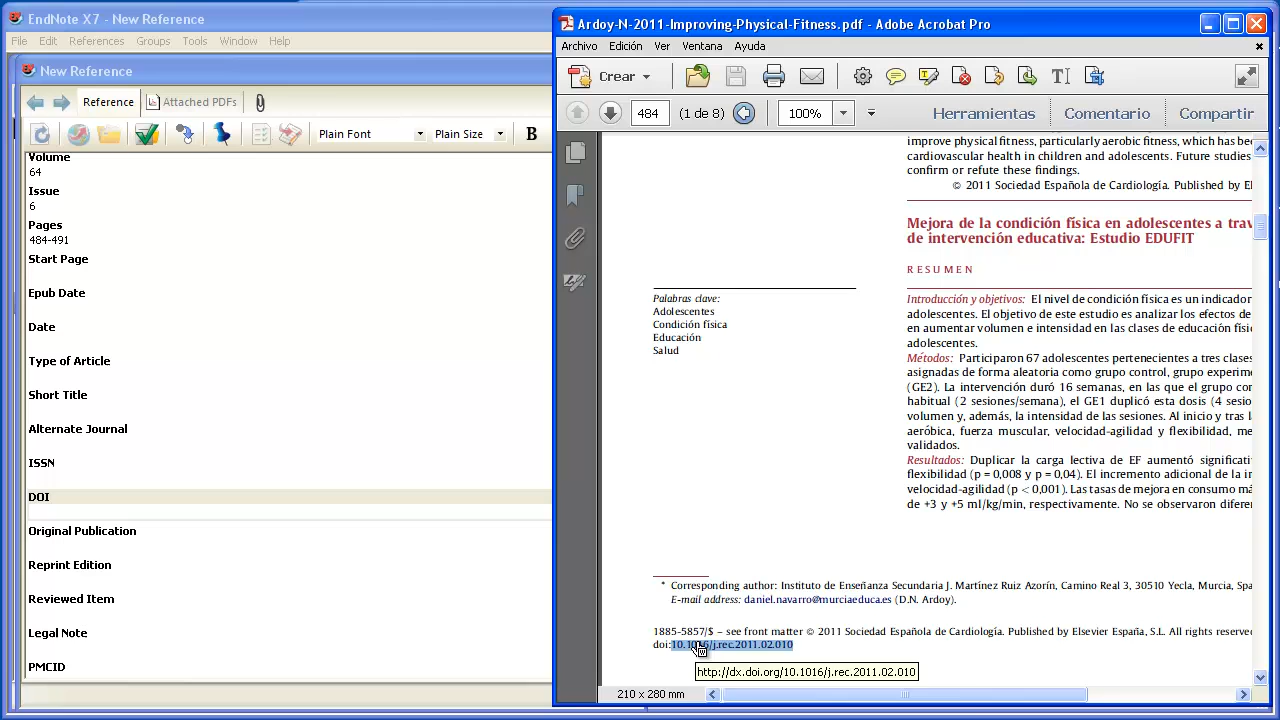 EndNote X7 - New Reference
File Edit References Groups Tools Window Help
New Reference
Reference Attached PDFs
Plain Font Plain Size B
Volume
64
Issue
6
Pages
484-491
Start Page
Epub Date
Date
Type of Article
Short Title
Alternate Journal
ISSN
DOI
Original Publication
Reprint Edition
Reviewed Item
Legal Note
PMCID
Ardoy-N-2011-Improving-Physical-Fitness.pdf - Adobe Acrobat Pro
Archivo Edición Ver Ventana Ayuda
Crear
484 (1 de 8) 100% Herramientas Comentario Compartir
improve physical fitness, particularly aerobic fitness, which has bee
cardiovascular health in children and adolescents. Future studies
confirm or refute these findings.
© 2011 Sociedad Española de Cardiología. Published by El
Mejora de la condición física en adolescentes a trav
de intervención educativa: Estudio EDUFIT
RESUMEN
Palabras clave:
Adolescentes
Condición física
Educación
Salud
Introducción y objetivos: El nivel de condición física es un indicador
adolescentes. El objetivo de este estudio es analizar los efectos de
en aumentar volumen e intensidad en las clases de educación físi
adolescentes.
Métodos: Participaron 67 adolescentes pertenecientes a tres clases
asignadas de forma aleatoria como grupo control, grupo experime
(GE2). La intervención duró 16 semanas, en las que el grupo con
habitual (2 sesiones/semana), el GE1 duplicó esta dosis (4 sesio
volumen y, además, la intensidad de las sesiones. Al inicio y tras l
aeróbica, fuerza muscular, velocidad-agilidad y flexibilidad, me
validados.
Resultados: Duplicar la carga lectiva de EF aumentó significati
flexibilidad (p = 0,008 y p = 0,04). El incremento adicional de la in
velocidad-agilidad (p < 0,001). Las tasas de mejora en consumo má
de +3 y +5 ml/kg/min, respectivamente. No se observaron diferen
* Corresponding author: Instituto de Enseñanza Secundaria J. Martínez Ruiz Azorín, Camino Real 3, 30510 Yecla, Murcia, Spa
E-mail address: daniel.navarro@murciaeduca.es (D.N. Ardoy).
1885-5857/$ – see front matter © 2011 Sociedad Española de Cardiología. Published by Elsevier España, S.L. All rights reserve
doi:10.1016/j.rec.2011.02.010
http://dx.doi.org/10.1016/j.rec.2011.02.010
210 x 280 mm